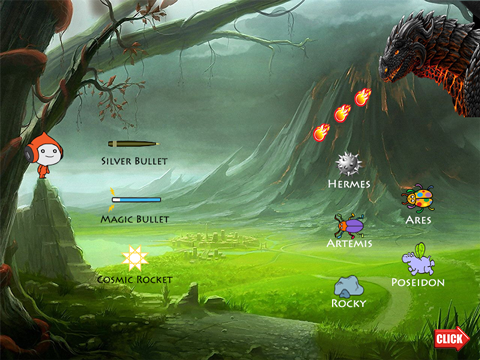 Silver Bullet
Magic Bullet
Cosmic Rocket
Hermes
Ares
Artemis
Poseidon
Rocky
CLICK